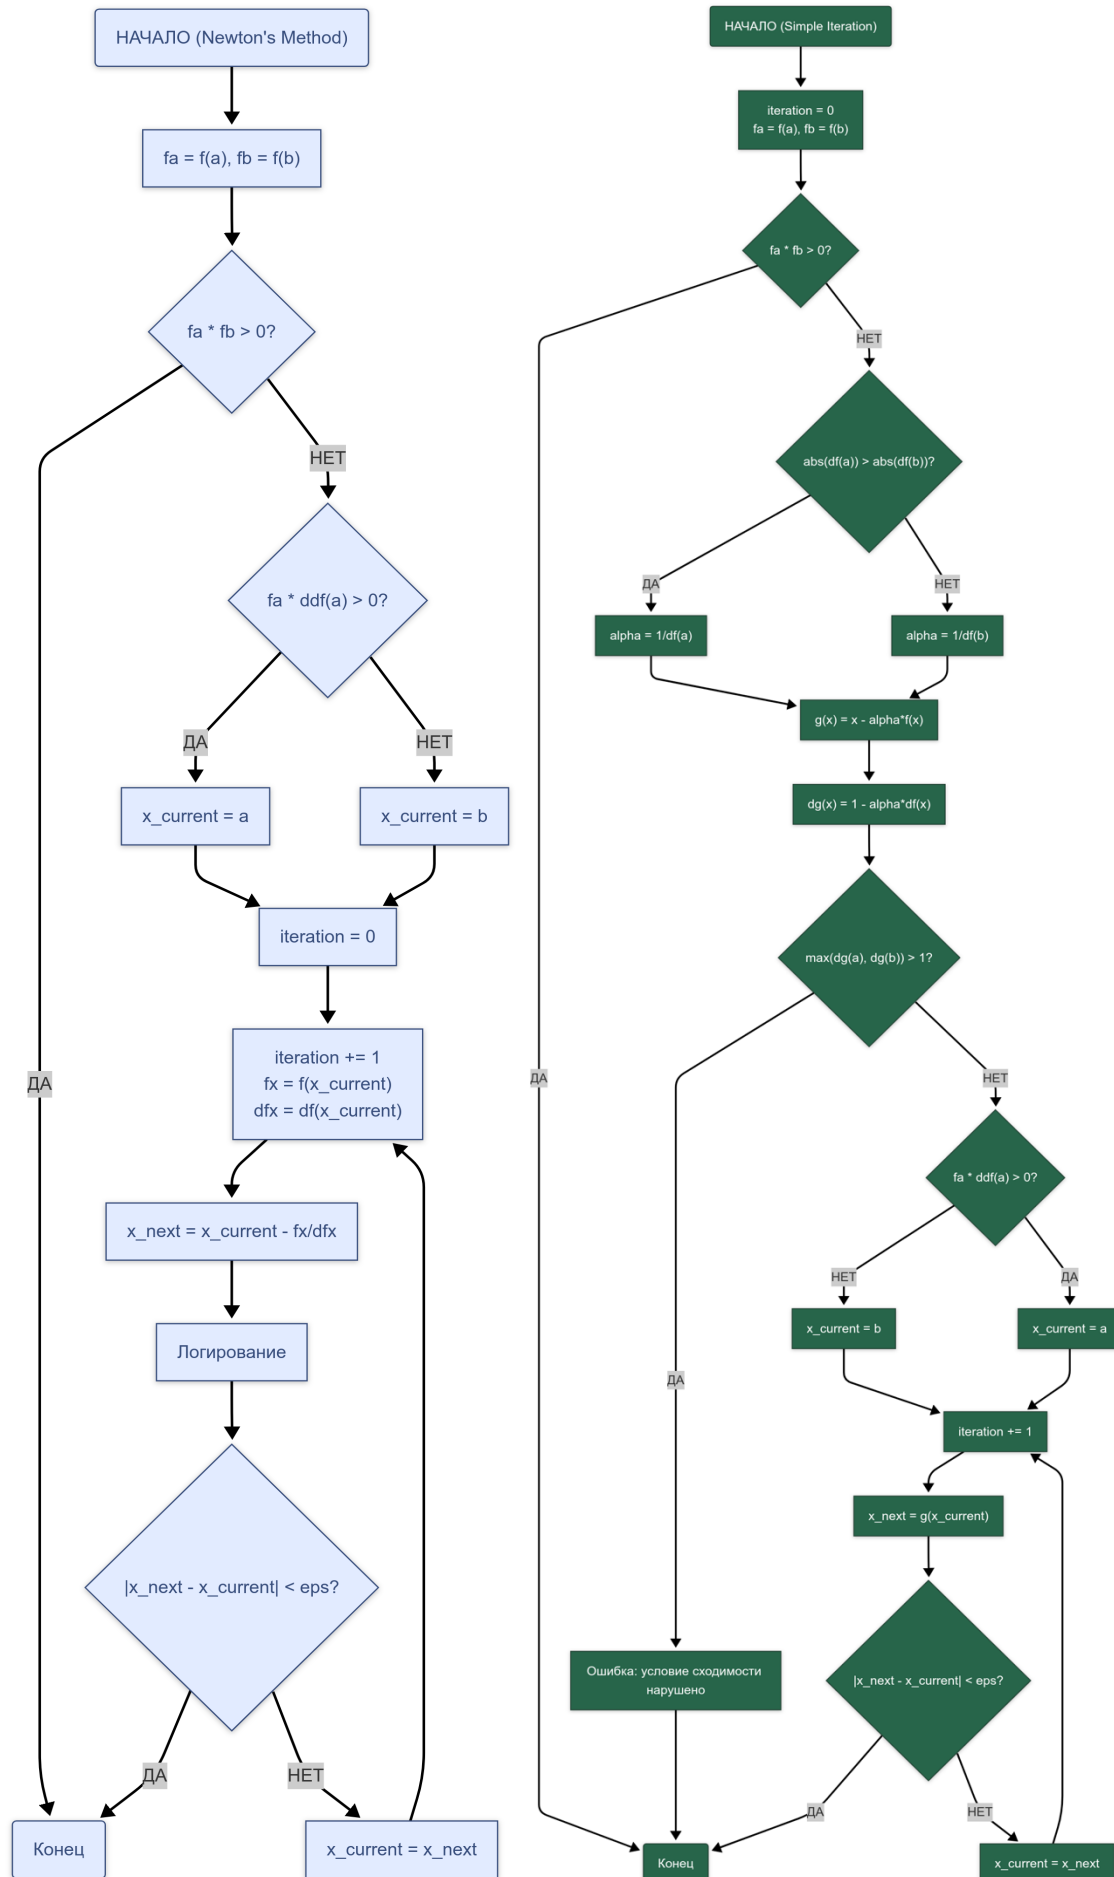 НАЧАЛО (Newton's Method)
fa = f(a), fb = f(b)
fa * fb > 0?
НЕТ
fa * ddf(a) > 0?
ДА
НЕТ
x_current = a
x_current = b
iteration = 0
iteration += 1
fx = f(x_current)
dfx = df(x_current)
ДА
x_next = x_current - fx/dfx
Логирование
|x_next - x_current| < eps?
ДА
НЕТ
Конец
x_current = x_next
НАЧАЛО (Simple Iteration)
iteration = 0
fa = f(a), fb = f(b)
fa * fb > 0?
НЕТ
abs(df(a)) > abs(df(b))?
ДА
НЕТ
alpha = 1/df(a)
alpha = 1/df(b)
g(x) = x - alpha*f(x)
dg(x) = 1 - alpha*df(x)
max(dg(a), dg(b)) > 1?
ДА
НЕТ
fa * ddf(a) > 0?
НЕТ
ДА
x_current = b
x_current = a
ДА
iteration += 1
x_next = g(x_current)
Ошибка: условие сходимости
нарушено
|x_next - x_current| < eps?
ДА
НЕТ
Конец
x_current = x_next